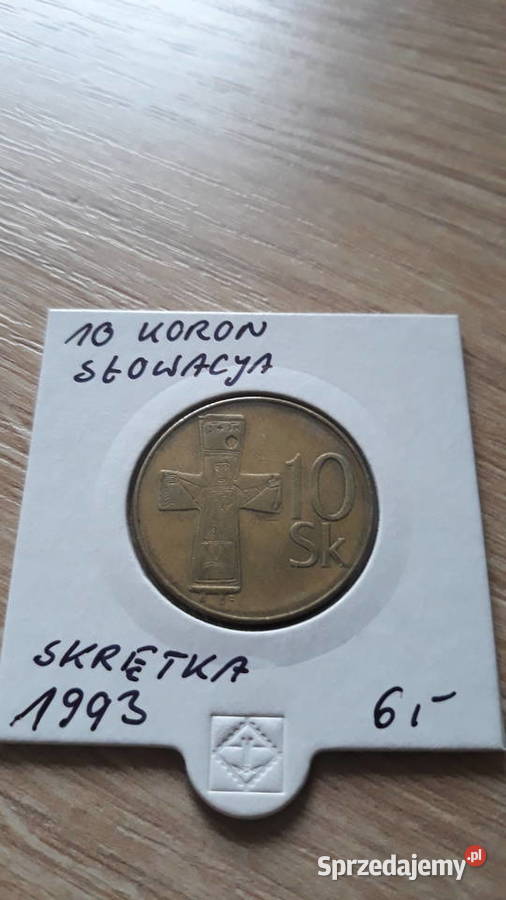 10 KORON
SŁOWACJA
10
Sk
SKRĘTKA
1993 6,-
Sprzedajemy.pl